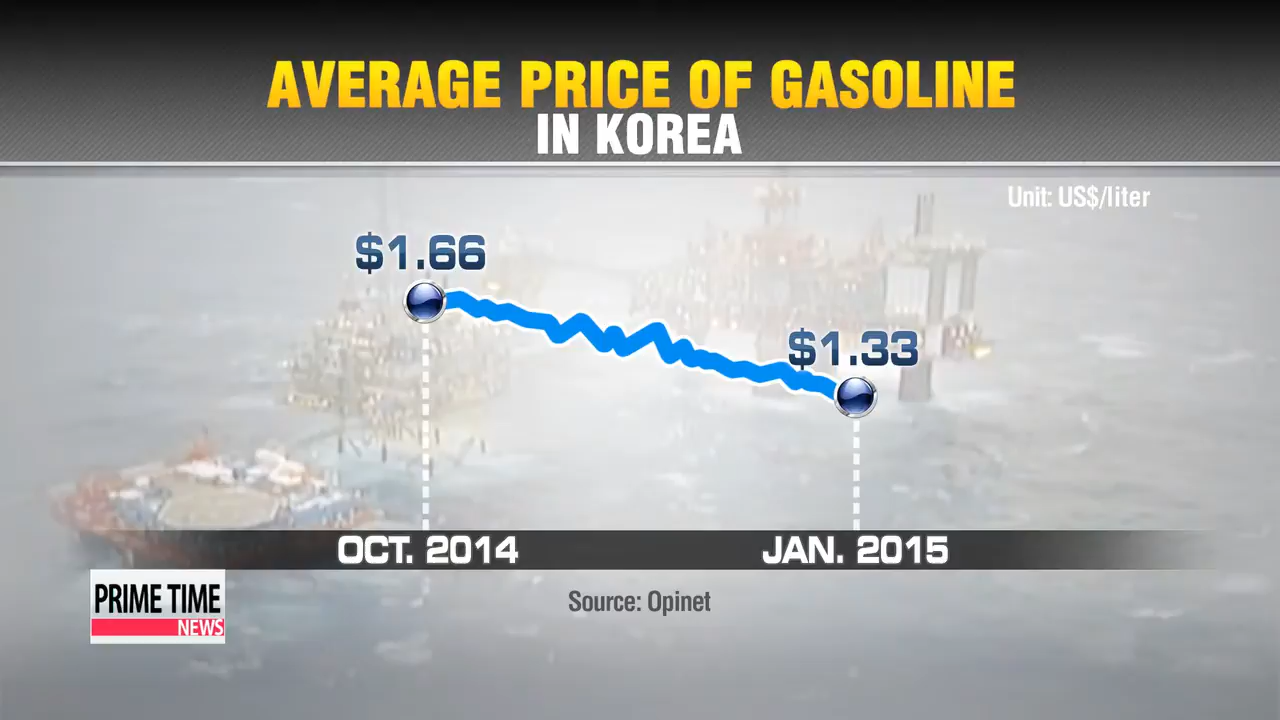 AVERAGE PRICE OF GASOLINE
IN KOREA
Unit: US$/liter
$1.66
$1.33
OCT. 2014
JAN. 2015
Source: Opinet
PRIME TIME
NEWS